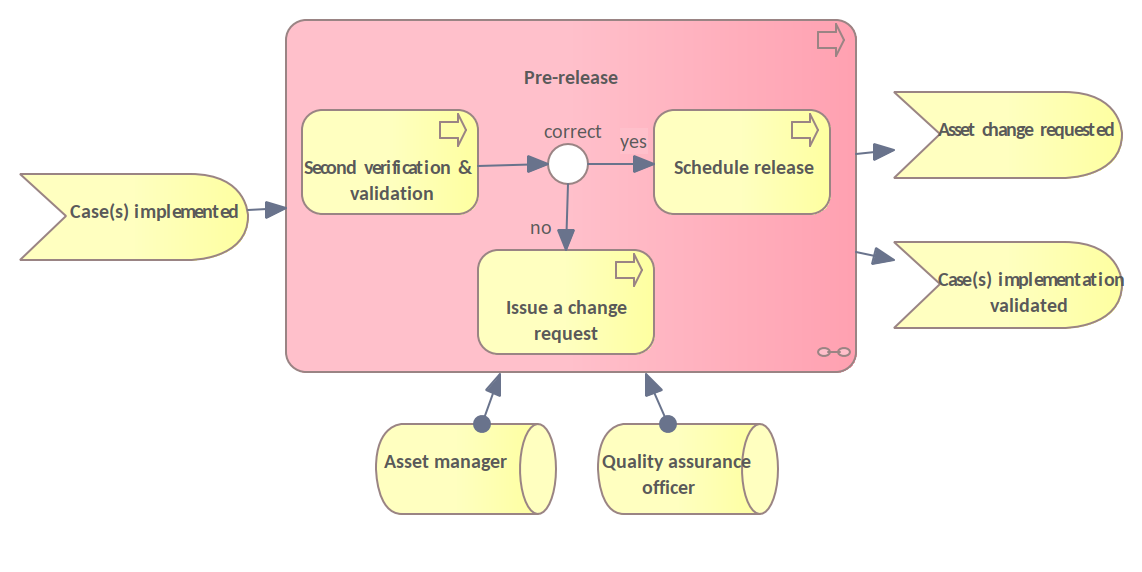 Pre-release
correct
yes
Second verification &
validation
Schedule release
Case(s) implemented
no
Issue a change
request
Asset change requested
Case(s) implementation
validated
Asset manager
Quality assurance
officer